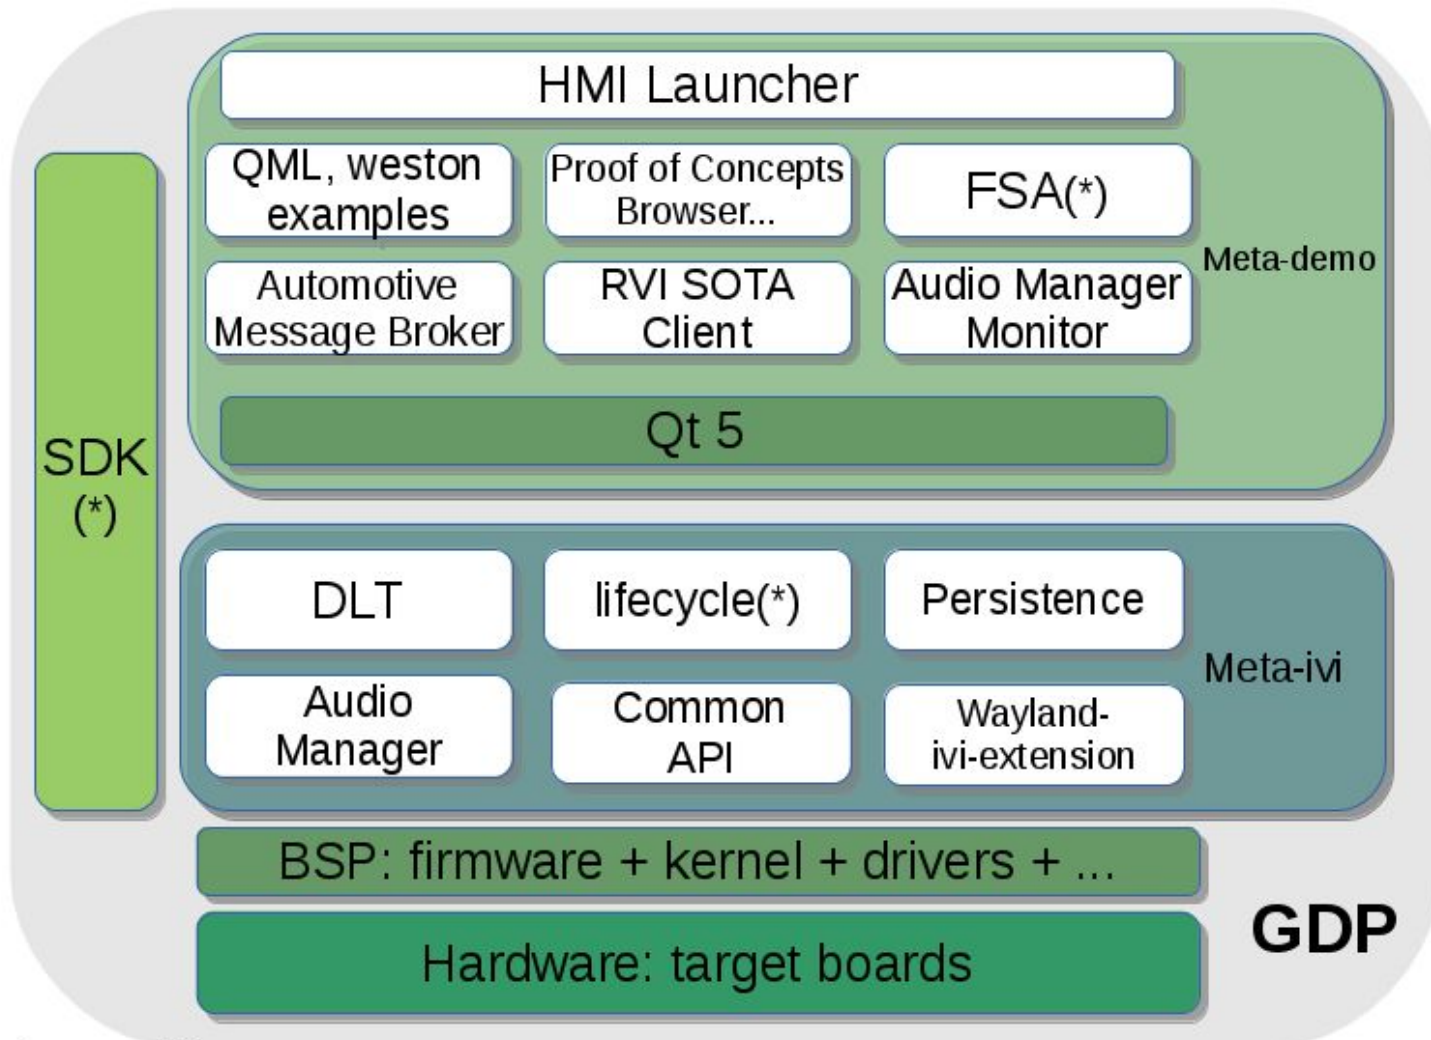 HMI Launcher
QML, weston
examples
Proof of Concepts
Browser...
FSA(*)
Meta-demo
Automotive
Message Broker
RVI SOTA
Client
Audio Manager
Monitor
Qt 5
SDK
(*)
DLT
lifecycle(*)
Persistence
Meta-ivi
Audio
Manager
Common
API
Wayland-
ivi-extension
BSP: firmware + kernel + drivers + ...
GDP
Hardware: target boards